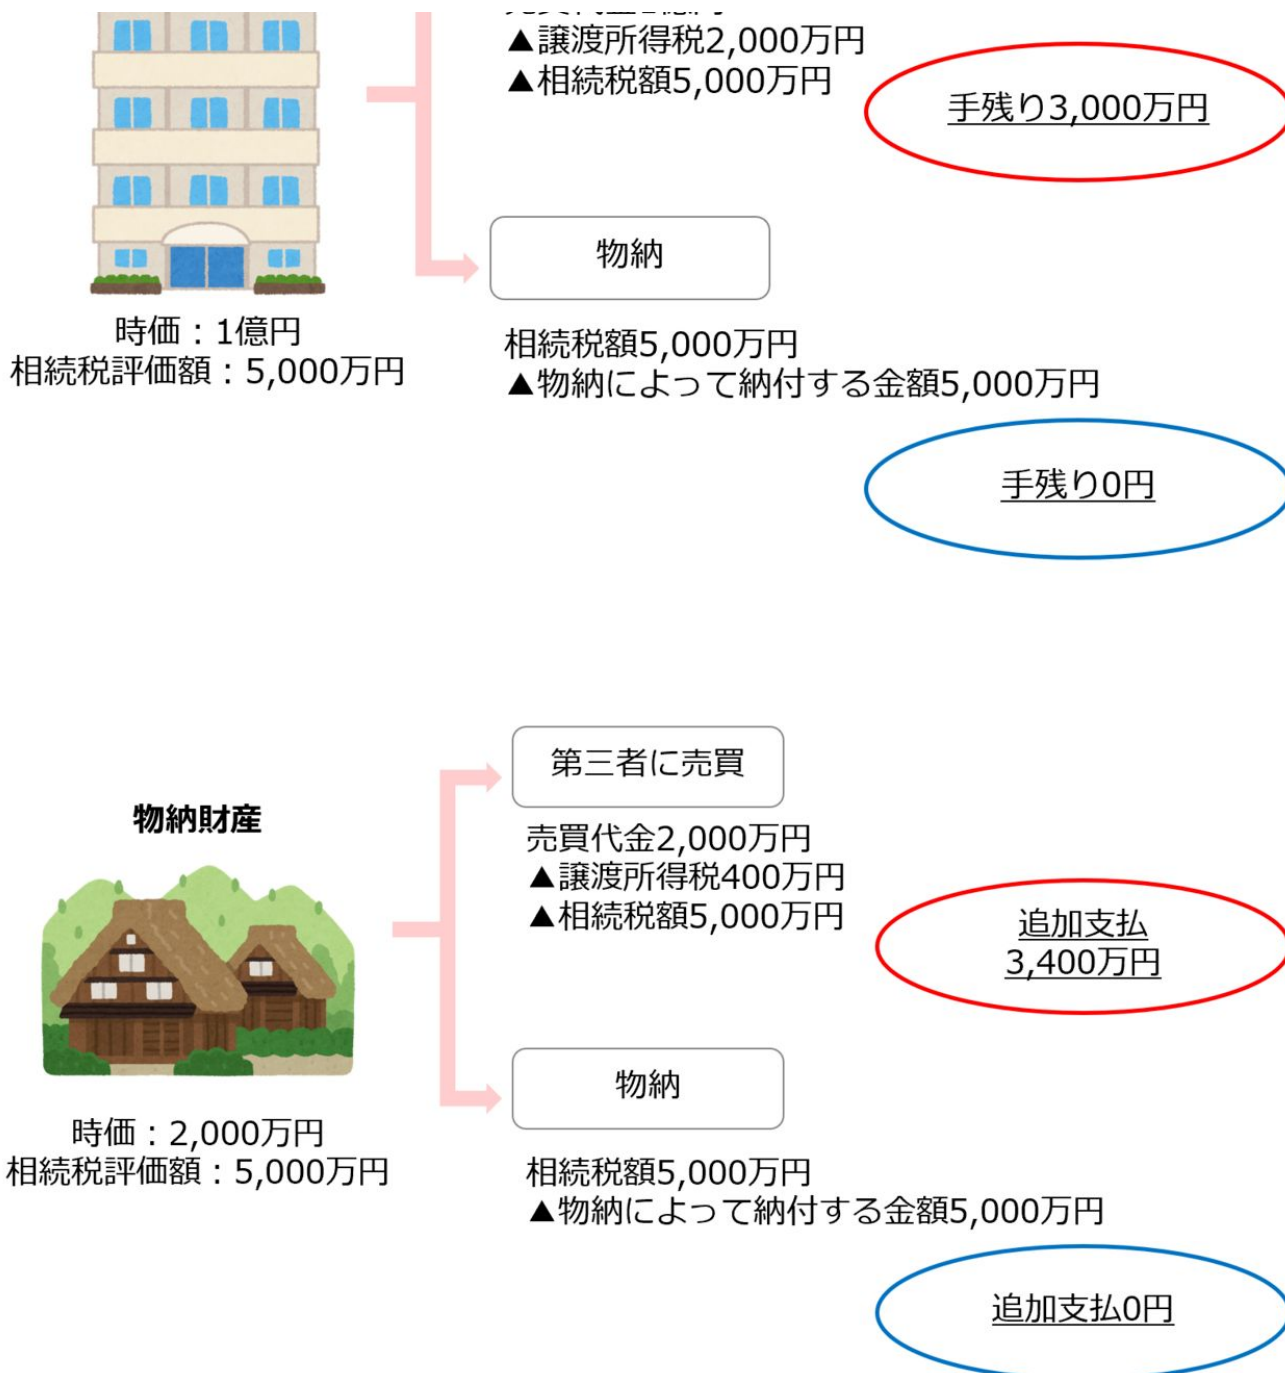 ▲譲渡所得税2,000万円
▲相続税額5,000万円
手残り3,000万円
物納
時価：1億円
相続税評価額：5,000万円
相続税額5,000万円
▲物納によって納付する金額5,000万円
手残り0円
第三者に売買
物納財産
売買代金2,000万円
▲譲渡所得税400万円
▲相続税額5,000万円
追加支払
3,400万円
物納
時価：2,000万円
相続税評価額：5,000万円
相続税額5,000万円
▲物納によって納付する金額5,000万円
追加支払0円